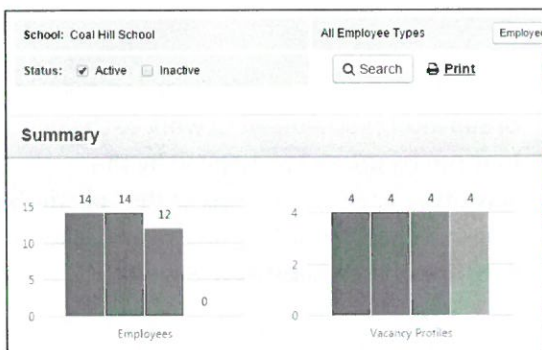 School: Coal Hill School All Employee Types Employee
Status: Active Inactive Search Print
Summary
15 14 14 12 4 4 4 4
10 4
5 2
0 0 0
Employees Vacancy Profiles